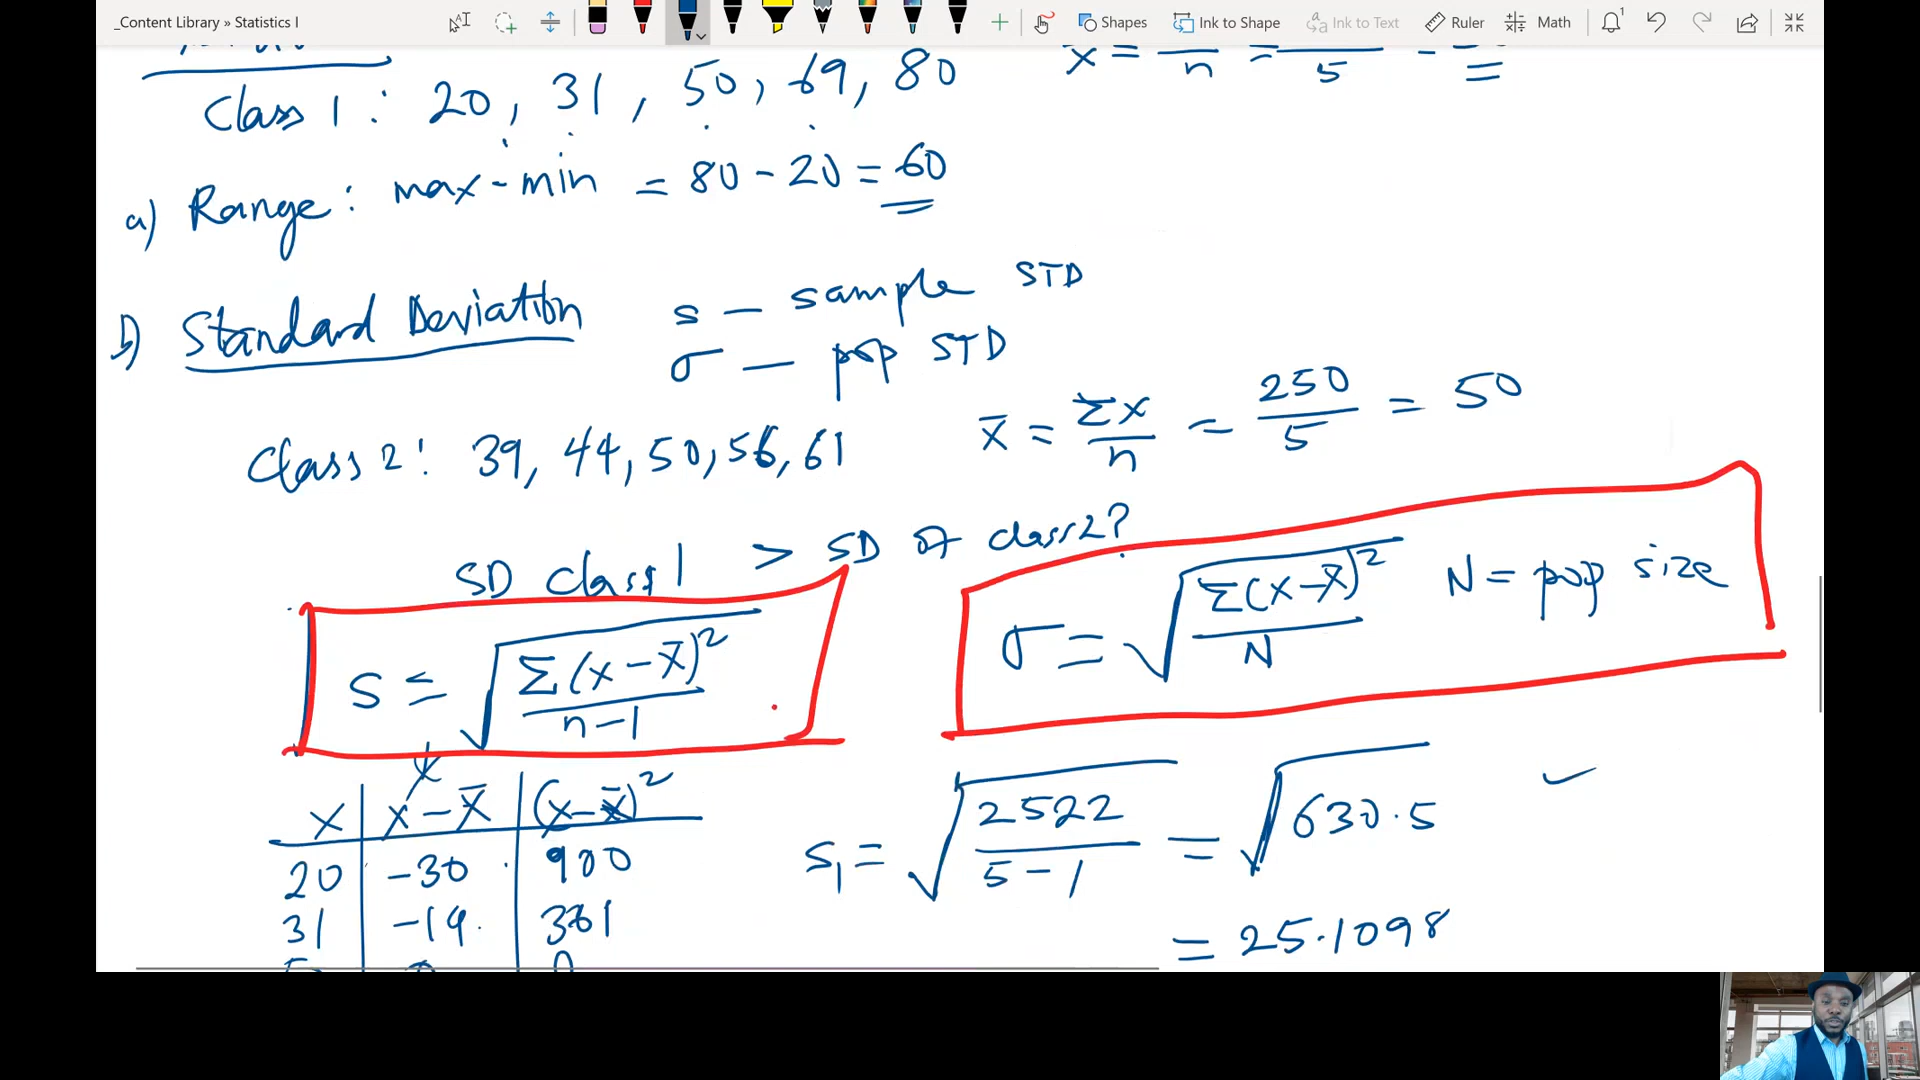 _Content Library » Statistics I
Shapes Ink to Shape Ink to Text Ruler Math 1
x̄ = — = — = 
n 5
Class 1 : 20, 31, 50, 69, 80
a) Range : max - min = 80 - 20 = 60
b) Standard Deviation
s — sample STD
σ — pop STD
Class 2 : 39, 44, 50, 56, 61
x̄ = Σx/n = 250/5 = 50
SD class 1 > SD of class 2?
s = √(Σ(x-x̄)²/(n-1))
σ = √(Σ(x-x̄)²/N) N = pop size
x | x-x̄ | (x-x̄)²
20 | -30 | 900
31 | -19 | 361
s₁ = √(2522/(5-1)) = √630.5
= 25.1098